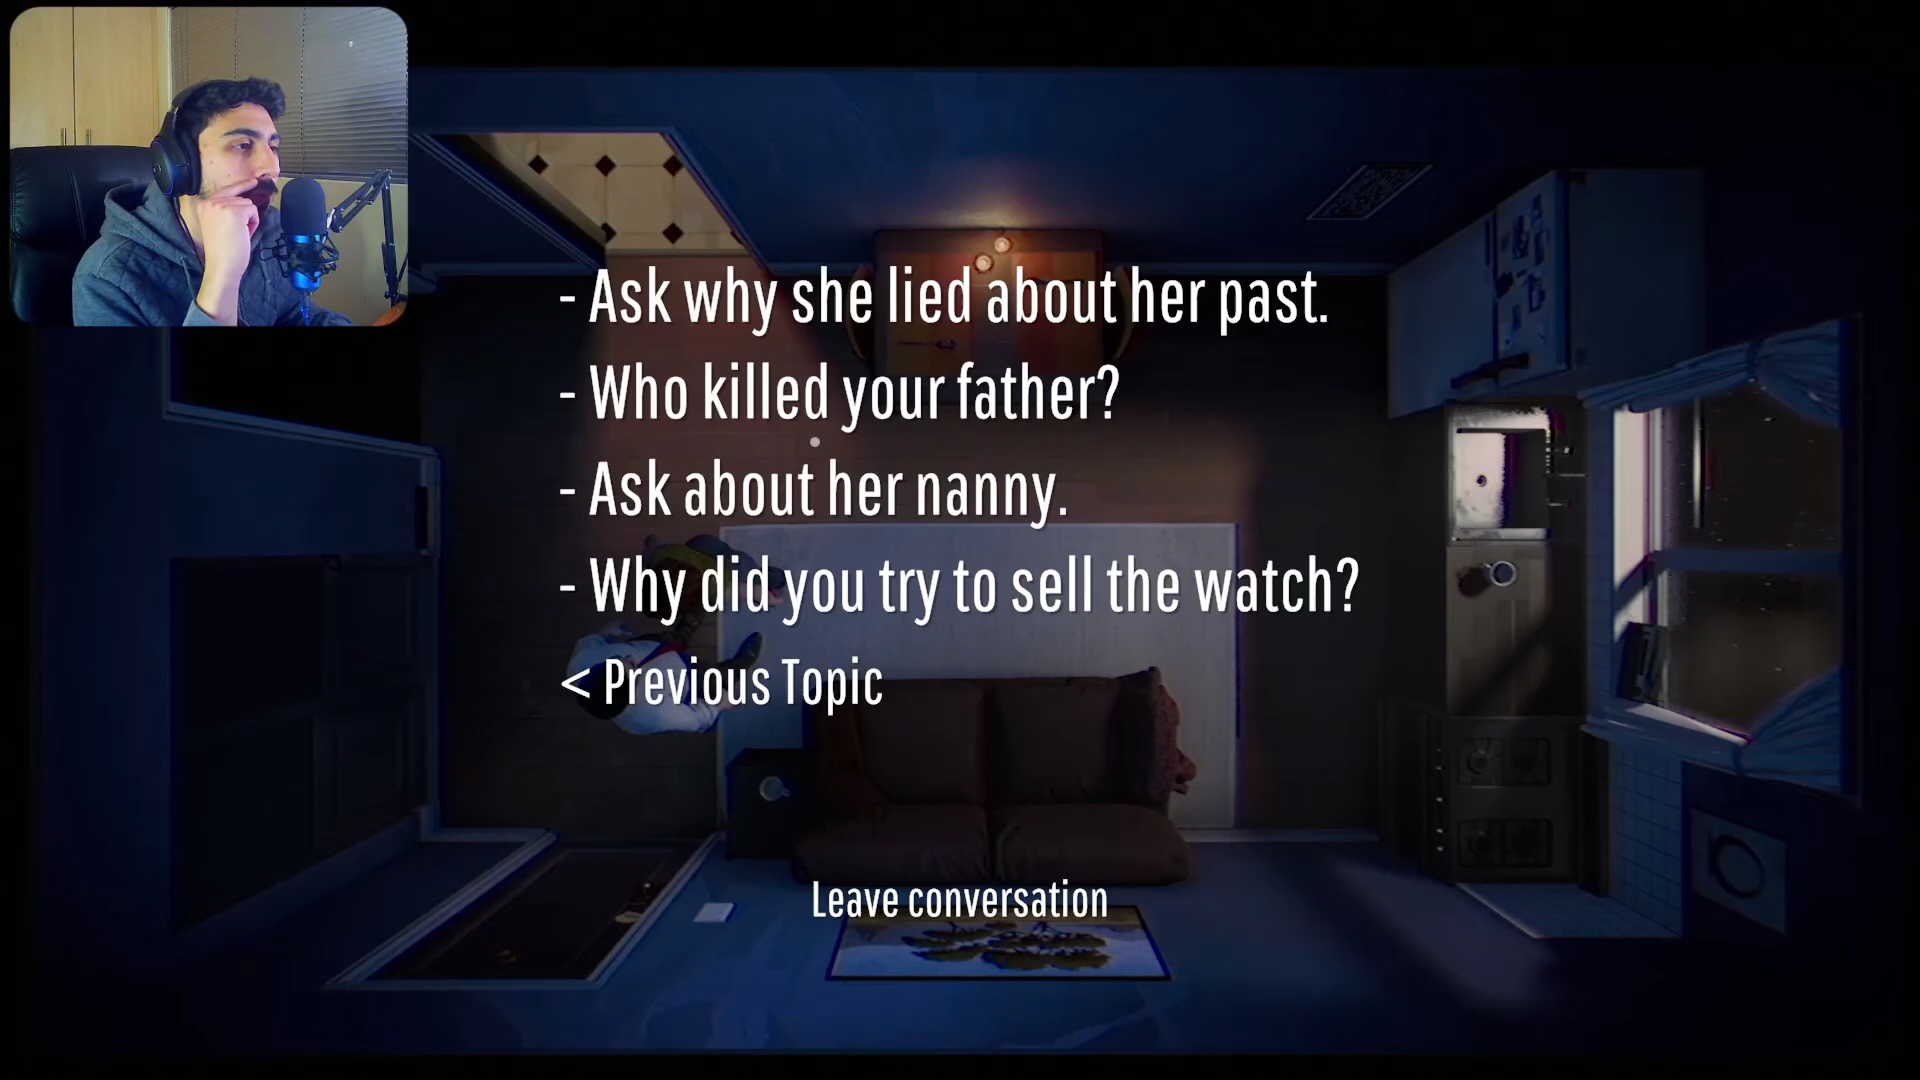 - Ask why she lied about her past.
- Who killed your father?
- Ask about her nanny.
- Why did you try to sell the watch?
< Previous Topic
Leave conversation